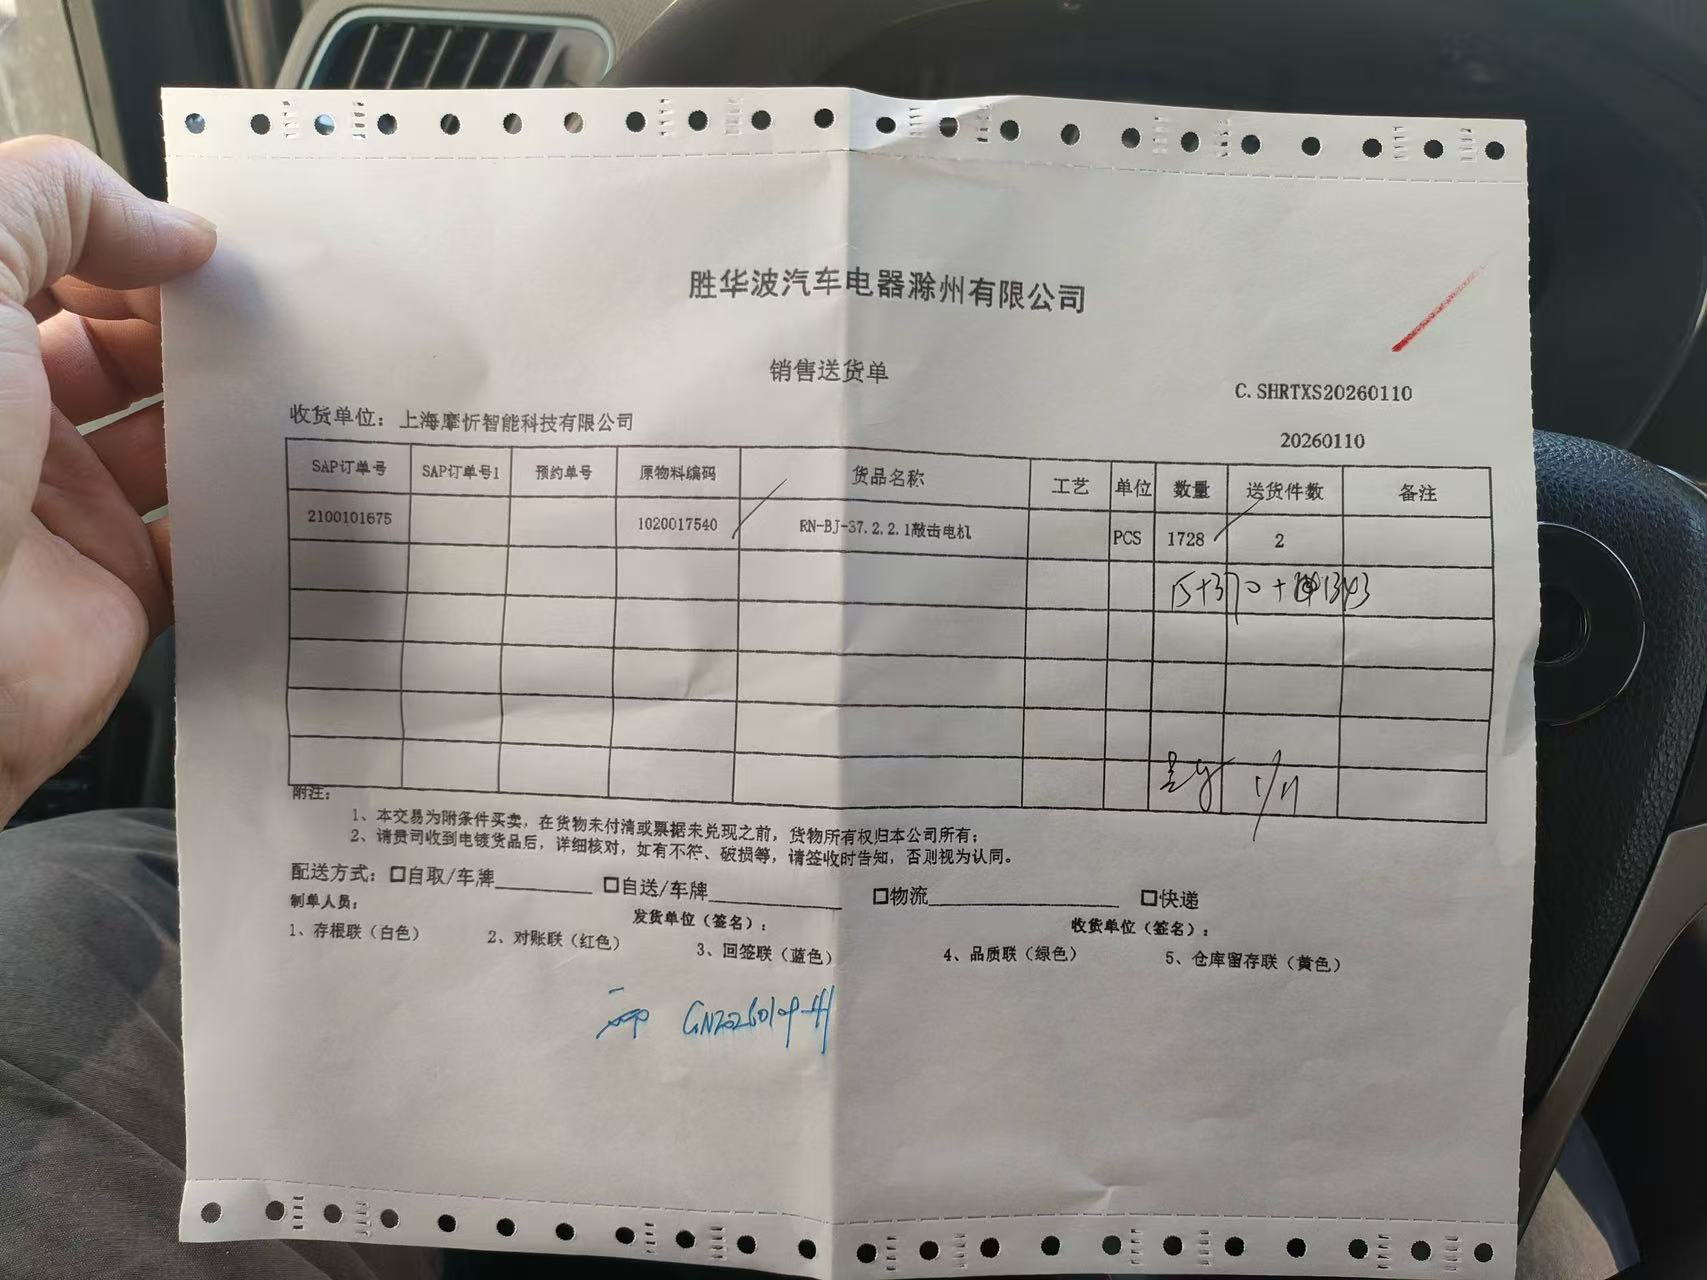 胜华波汽车电器滁州有限公司
销售送货单
C.SHRTXS20260110
收货单位：上海摩忻智能科技有限公司
20260110
SAP订单号 SAP订单号1 预约单号 原物料编码 货品名称 工艺 单位 数量 送货件数 备注
2100101675 1020017540 RN-BJ-37.2.2.1敲击电机 PCS 1728 2
15+370+1343
1/11
附注：
1、本交易为附条件买卖，在货物未付清或票据未兑现之前，货物所有权归本公司所有；
2、请贵司收到电镀货品后，详细核对，如有不符、破损等，请签收时告知，否则视为认同。
配送方式：□自取/车牌 □自送/车牌 □物流 □快递
制单人员： 发货单位（签名）： 收货单位（签名）：
1、存根联（白色） 2、对账联（红色） 3、回签联（蓝色） 4、品质联（绿色） 5、仓库留存联（黄色）